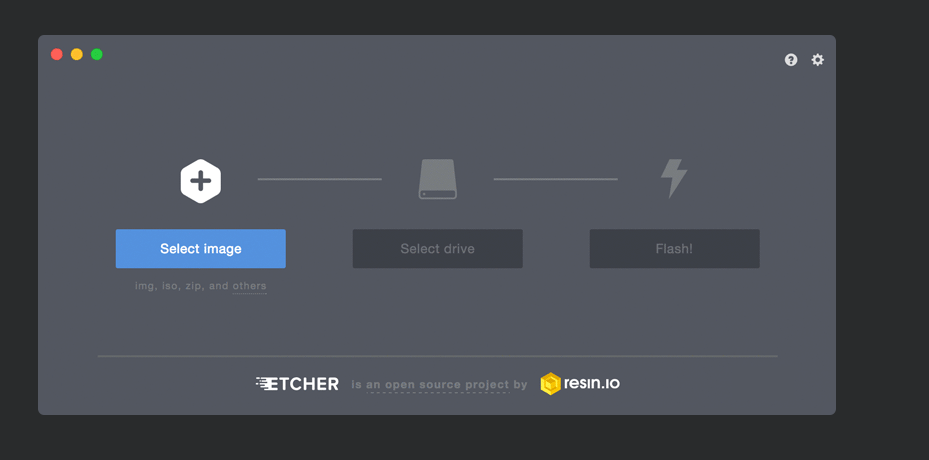 Select image
Select drive
Flash!
img, iso, zip, and others
ETCHER is an open source project by resin.io